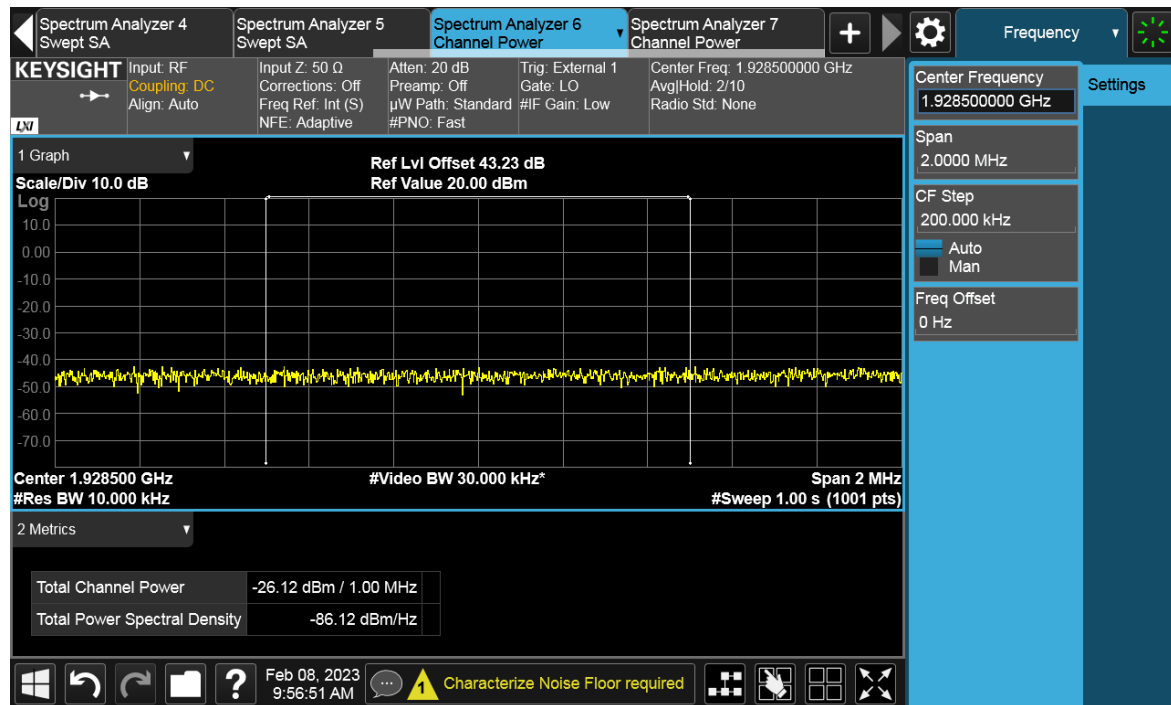 Spectrum Analyzer 4
Swept SA
Spectrum Analyzer 5
Swept SA
Spectrum Analyzer 6
Channel Power
Spectrum Analyzer 7
Channel Power
+
Frequency
KEYSIGHT
LXI
Input: RF
Coupling: DC
Align: Auto
Input Z: 50 Ω
Corrections: Off
Freq Ref: Int (S)
NFE: Adaptive
Atten: 20 dB
Preamp: Off
µW Path: Standard
#PNO: Fast
Trig: External 1
Gate: LO
#IF Gain: Low
Center Freq: 1.928500000 GHz
Avg|Hold: 2/10
Radio Std: None
Center Frequency
1.928500000 GHz
Settings
Span
2.0000 MHz
CF Step
200.000 kHz
Auto
Man
Freq Offset
0 Hz
1 Graph
Ref Lvl Offset 43.23 dB
Scale/Div 10.0 dB
Ref Value 20.00 dBm
Log
10.0
0.00
-10.0
-20.0
-30.0
-40.0
-50.0
-60.0
-70.0
Center 1.928500 GHz
#Video BW 30.000 kHz*
Span 2 MHz
#Res BW 10.000 kHz
#Sweep 1.00 s (1001 pts)
2 Metrics
Total Channel Power -26.12 dBm / 1.00 MHz
Total Power Spectral Density -86.12 dBm/Hz
?
Feb 08, 2023
9:56:51 AM
1
Characterize Noise Floor required